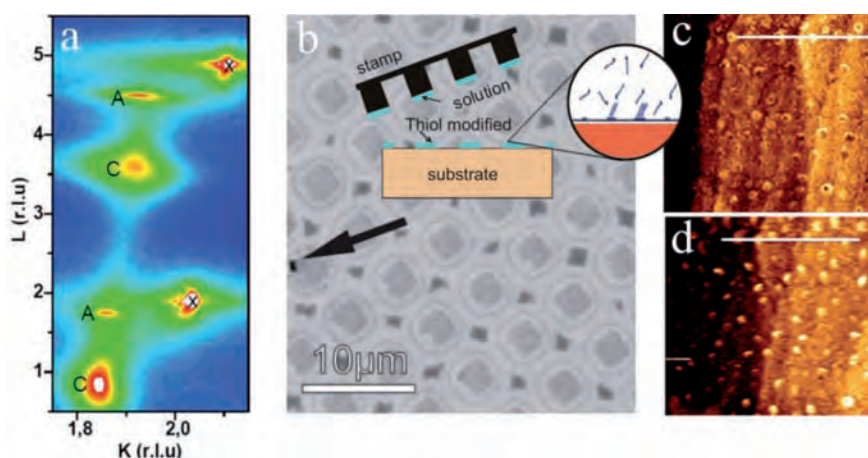 a
5
4
3
2
1
L (r.l.u)
x
A
C
A
x
C
1,8
2,0
K (r.l.u)
b
stamp
solution
Thiol modified
substrate
10µm
c
d